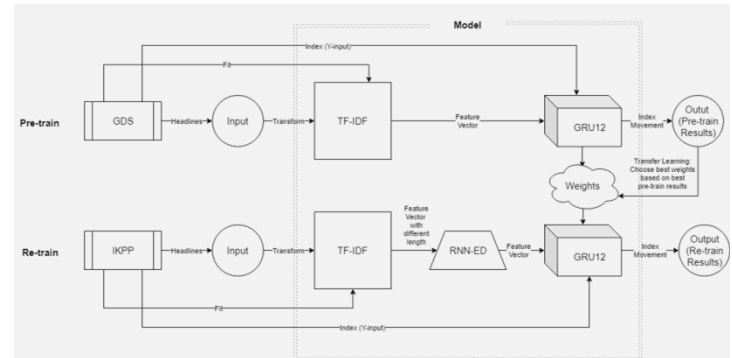 Model
Index (Y-input)
Fit
Pre-train
GDS
Headlines
Input
Transform
TF-IDF
Feature
Vector
GRU12
Index
Movement
Outut
(Pre-train
Results)
Transfer Learning:
Choose best weights
based on best
pre-train results
Weights
Re-train
IKPP
Headlines
Input
Transform
TF-IDF
Feature
Vector
with
different
length
RNN-ED
Feature
Vector
GRU12
Index
Movement
Output
(Re-train
Results)
Fit
Index (Y-input)